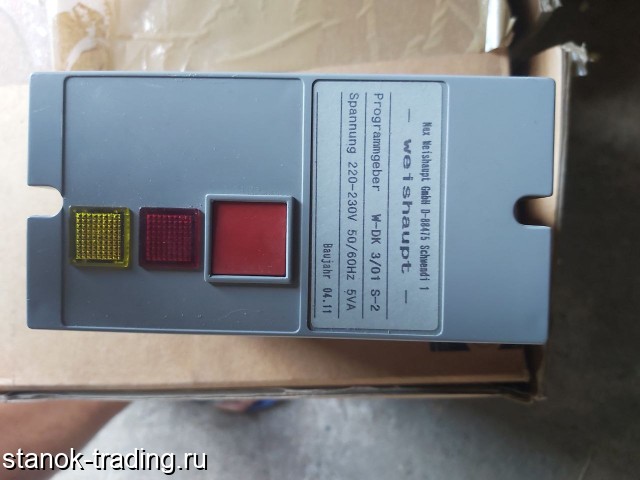 Max Weishaupt GmbH D-88475 Schwendi 1
— weishaupt —
Programmgeber W-DK 3/01 S-2
Spannung 220-230V 50/60Hz 5VA
Baujahr 04.11
stanok-trading.ru